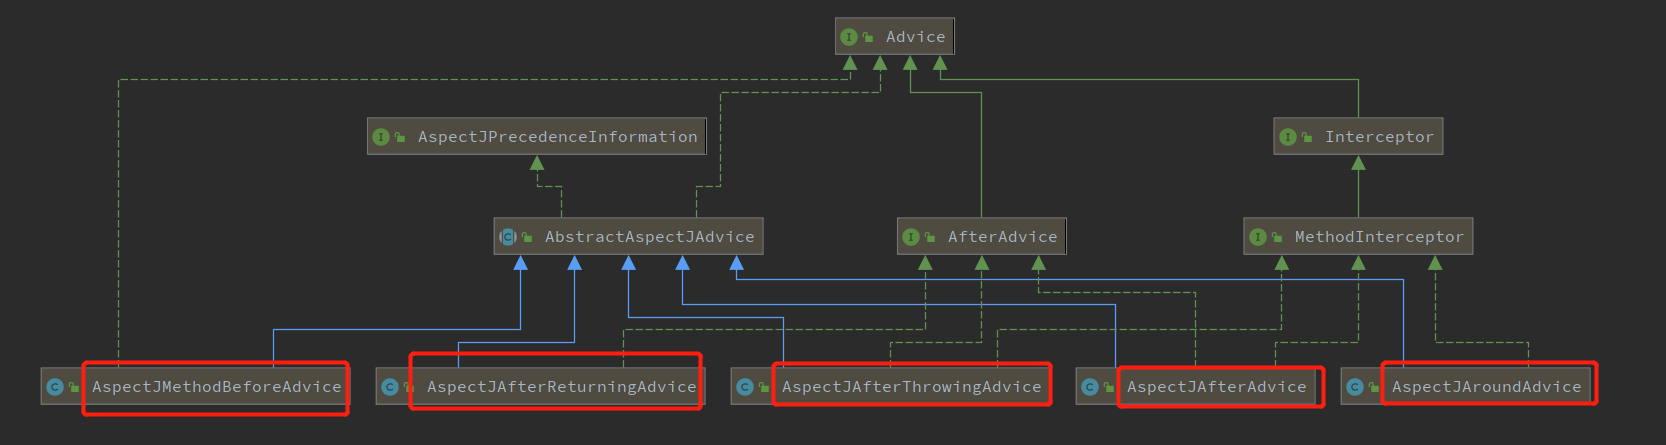 Advice
AspectJPrecedenceInformation
Interceptor
AbstractAspectJAdvice
AfterAdvice
MethodInterceptor
AspectJMethodBeforeAdvice
AspectJAfterReturningAdvice
AspectJAfterThrowingAdvice
AspectJAfterAdvice
AspectJAroundAdvice